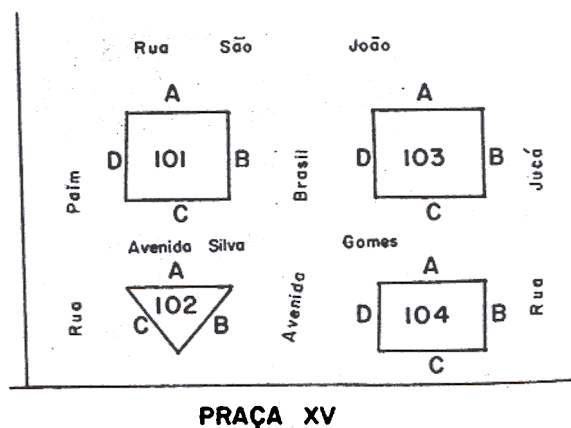 Rua São João
A
A
D 101 B
D 103 B
C
C
Rua Paim
Avenida Brasil
Rua Jucá
Avenida Silva Gomes
A
A
C 102 B
D 104 B
C
PRAÇA XV